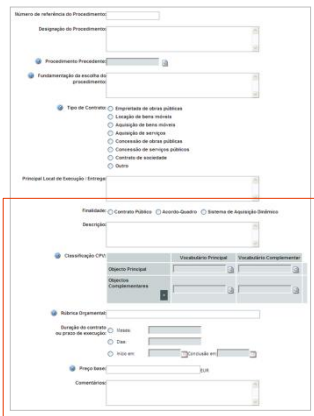 Número de referência do Procedimento:
Designação do Procedimento:
Procedimento Precedente:
Fundamentação da escolha do
procedimento:
Tipo de Contrato:
Empreitada de obras públicas
Locação de bens móveis
Aquisição de bens móveis
Aquisição de serviços
Concessão de obras públicas
Concessão de serviços públicos
Contrato de sociedade
Outro
Principal Local de Execução / Entrega:
Finalidade: Contrato Público Acordo-Quadro Sistema de Aquisição Dinâmico
Descrição:
Classificação CPV:
Vocabulário Principal Vocabulário Complementar
Objecto Principal
Objectos
Complementares
Rúbrica Orçamental:
Duração do contrato
ou prazo de execução:
Meses:
Dias:
Início em: Conclusão em:
Preço base: EUR
Comentários: